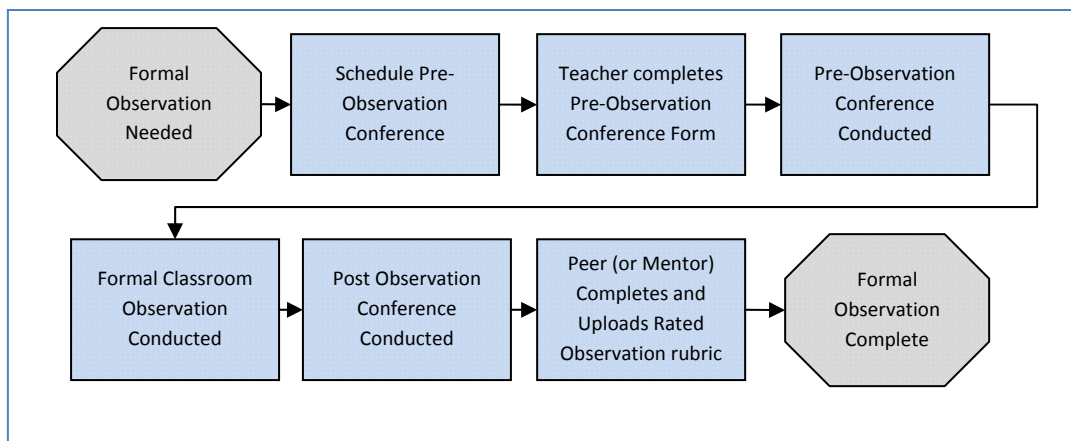 Formal
Observation
Needed
Schedule Pre-
Observation
Conference
Teacher completes
Pre-Observation
Conference Form
Pre-Observation
Conference
Conducted
Formal Classroom
Observation
Conducted
Post Observation
Conference
Conducted
Peer (or Mentor)
Completes and
Uploads Rated
Observation rubric
Formal
Observation
Complete